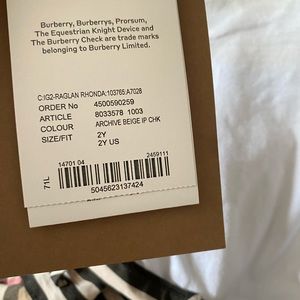 Burberry, Burberrys, Prorsum,
The Equestrian Knight Device and
The Burberry Check are trade marks
belonging to Burberry Limited.
C:IG2-RAGLAN RHONDA:103765:A7028
ORDER No 4500590259
ARTICLE 8033578 1003
COLOUR ARCHIVE BEIGE IP CHK
SIZE/FIT 2Y
2Y US
14701 04 2459111
71L
5045623137424